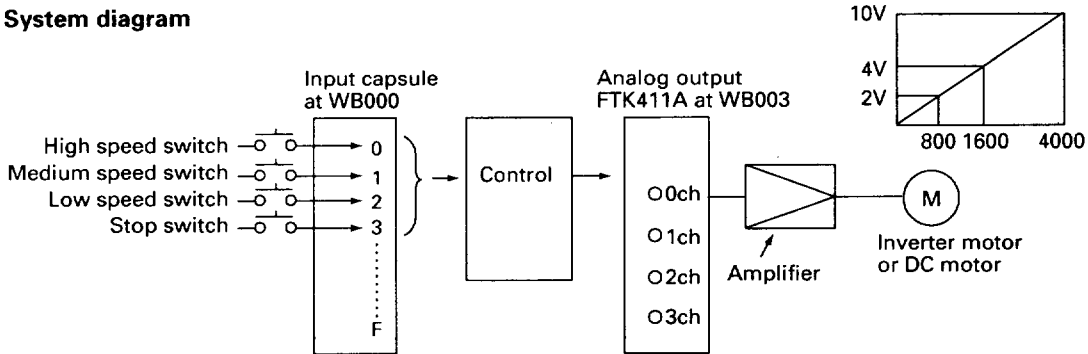 System diagram
10V
4V
2V
800 1600 4000
Input capsule
at WB000
High speed switch
Medium speed switch
Low speed switch
Stop switch
0
1
2
3
F
Control
Analog output
FTK411A at WB003
0ch
1ch
2ch
3ch
Amplifier
M
Inverter motor
or DC motor